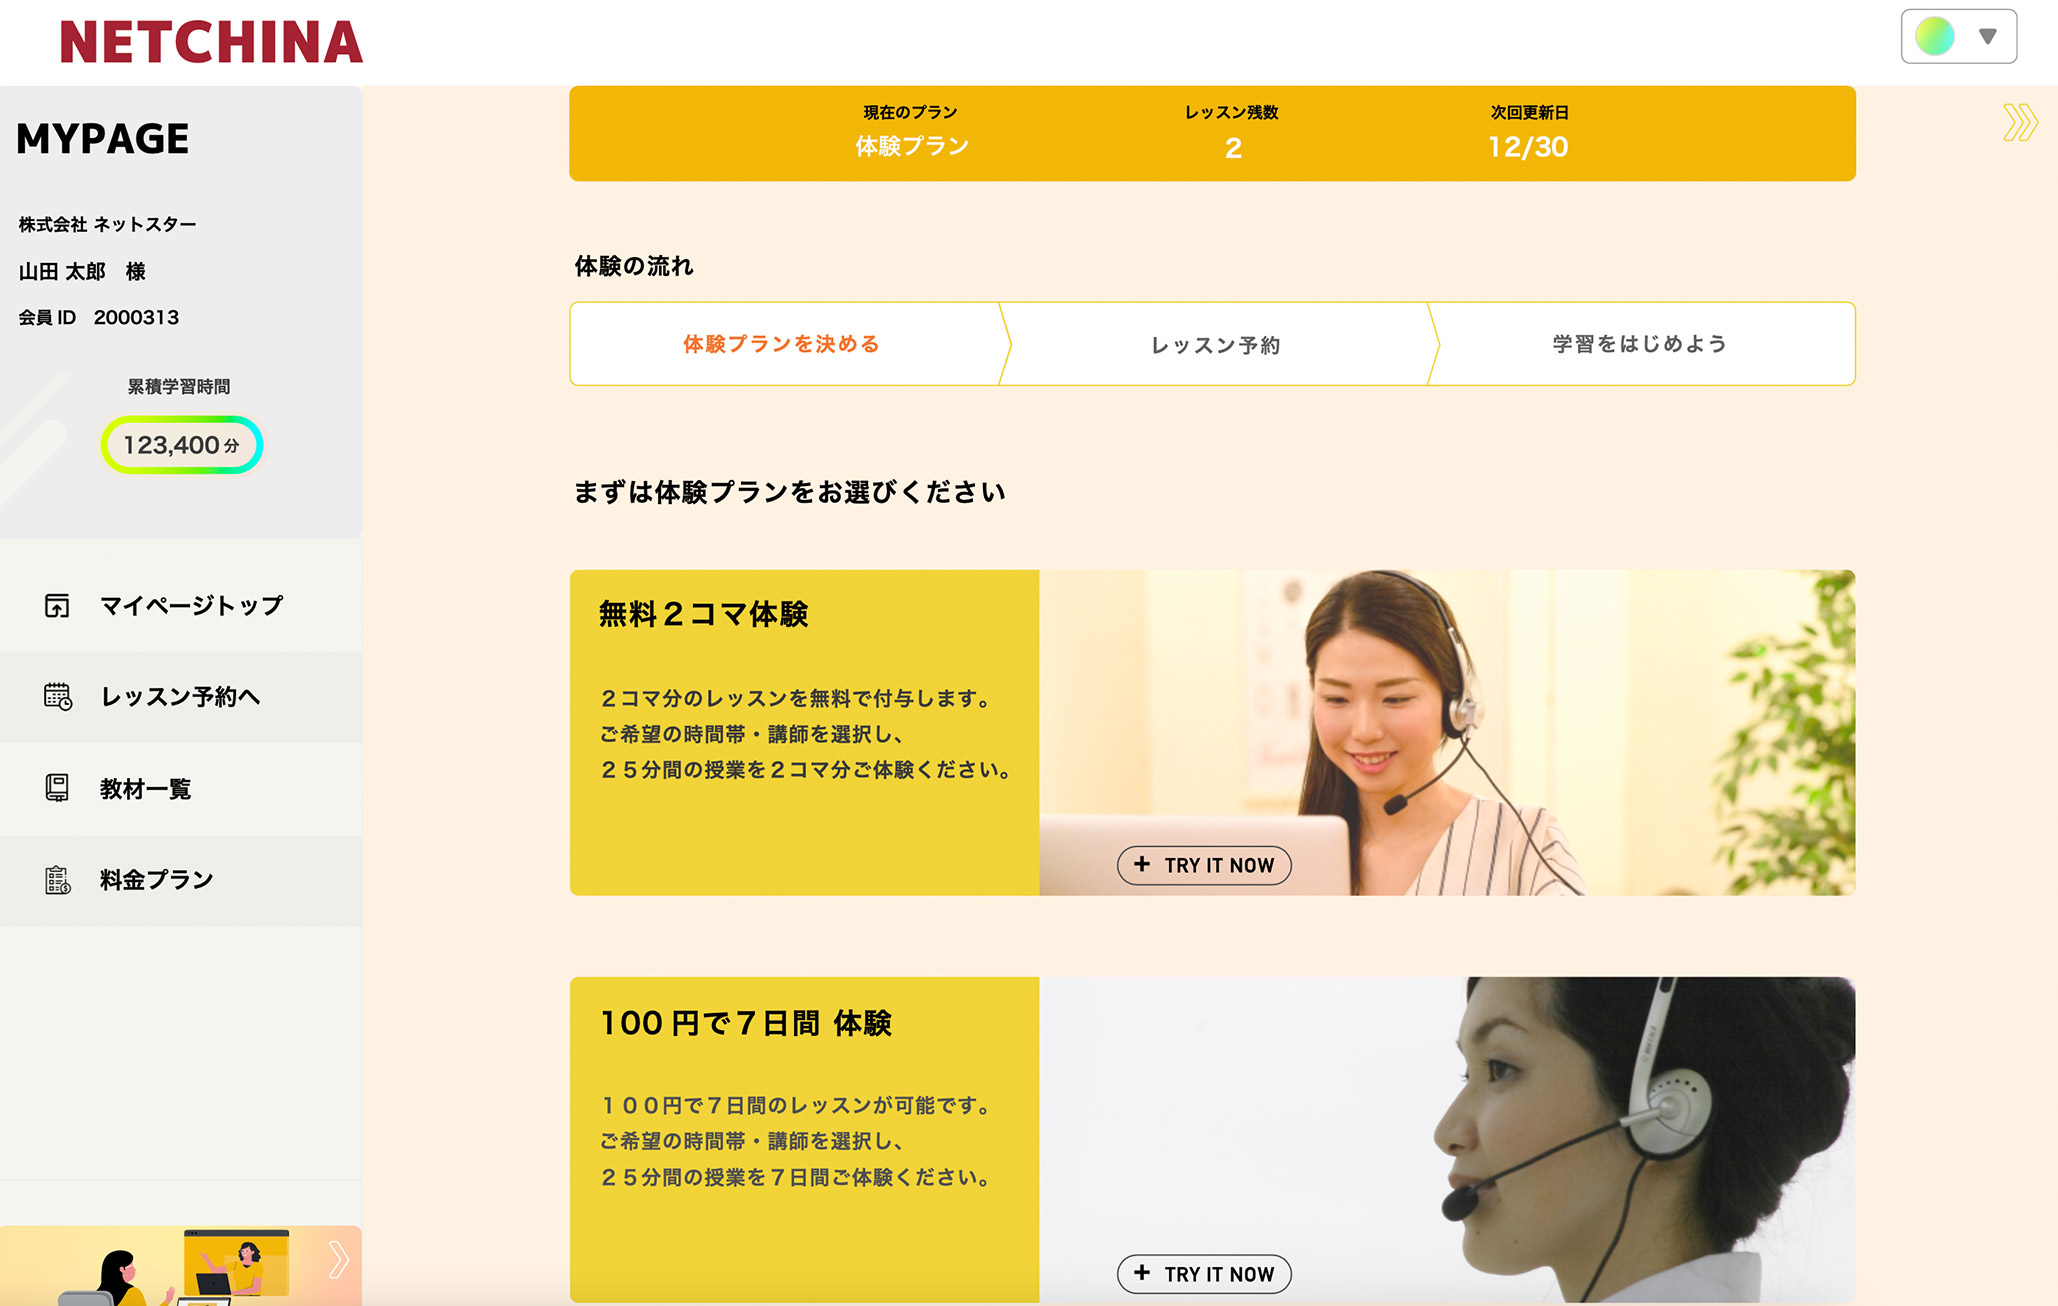 NETCHINA
MYPAGE
株式会社 ネットスター
山田 太郎　様
会員 ID　2000313
累積学習時間
123,400 分
マイページトップ
レッスン予約へ
教材一覧
料金プラン
現在のプラン
体験プラン
レッスン残数
2
次回更新日
12/30
体験の流れ
体験プランを決める
レッスン予約
学習をはじめよう
まずは体験プランをお選びください
無料２コマ体験
２コマ分のレッスンを無料で付与します。
ご希望の時間帯・講師を選択し、
２５分間の授業を２コマ分ご体験ください。
+ TRY IT NOW
100 円で７日間 体験
１００円で７日間のレッスンが可能です。
ご希望の時間帯・講師を選択し、
２５分間の授業を７日間ご体験ください。
+ TRY IT NOW